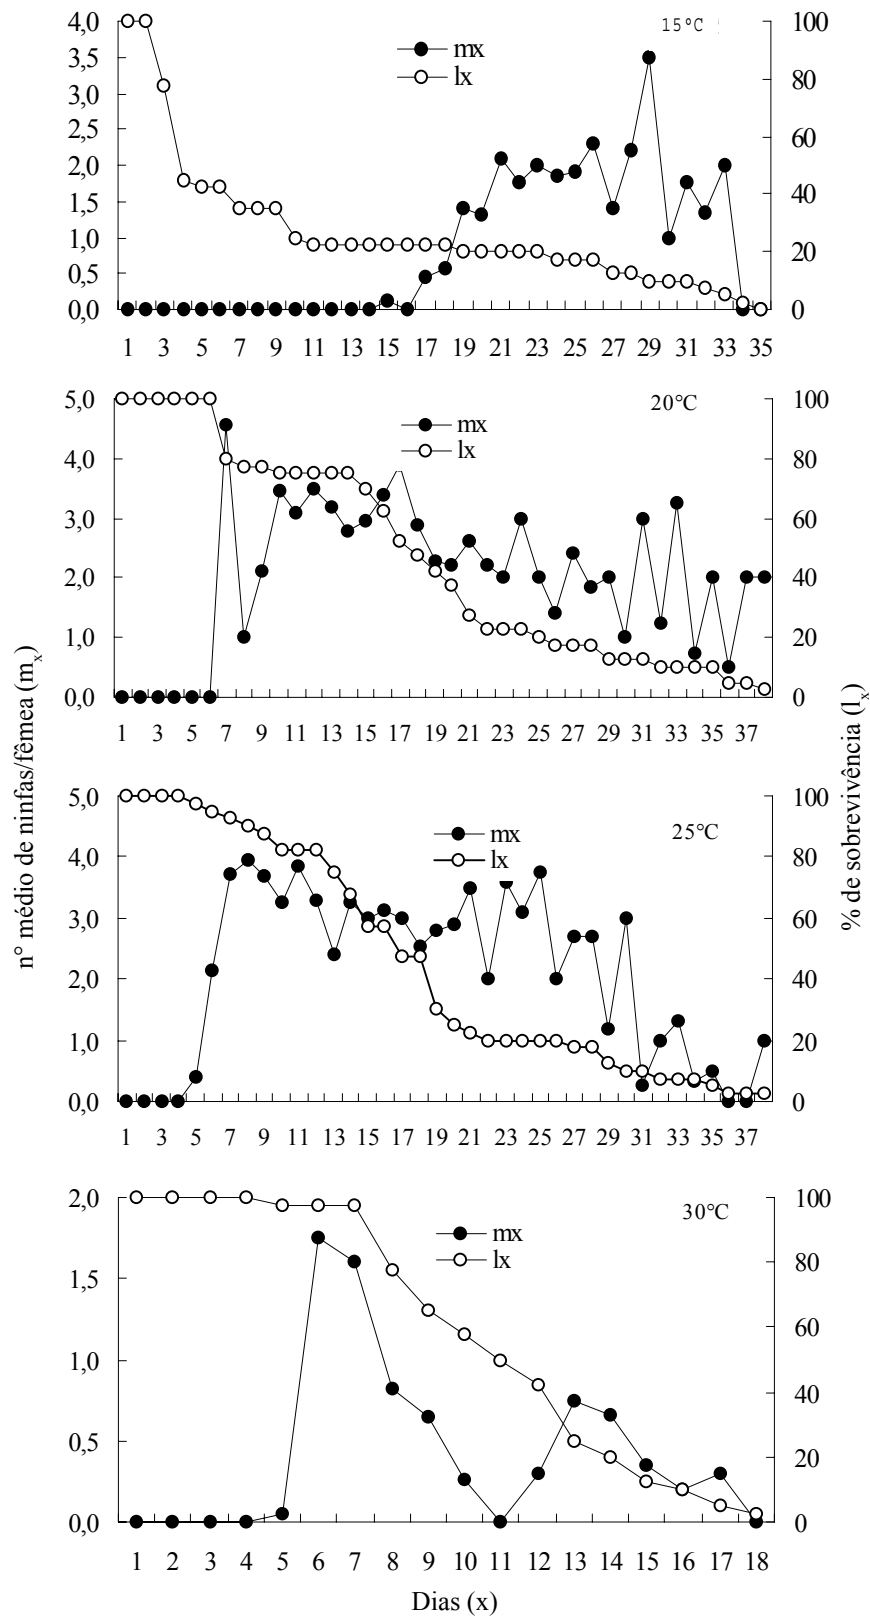 n° médio de ninfas/fêmea (mx)
% de sobrevivência (lx)
15°C
mx
lx
4,0
3,5
3,0
2,5
2,0
1,5
1,0
0,5
0,0
100
80
60
40
20
0
1 3 5 7 9 11 13 15 17 19 21 23 25 27 29 31 33 35
20°C
mx
lx
5,0
4,0
3,0
2,0
1,0
0,0
100
80
60
40
20
0
1 3 5 7 9 11 13 15 17 19 21 23 25 27 29 31 33 35 37
25°C
mx
lx
5,0
4,0
3,0
2,0
1,0
0,0
100
80
60
40
20
0
1 3 5 7 9 11 13 15 17 19 21 23 25 27 29 31 33 35 37
30°C
mx
lx
2,0
1,5
1,0
0,5
0,0
100
80
60
40
20
0
1 2 3 4 5 6 7 8 9 10 11 12 13 14 15 16 17 18
Dias (x)